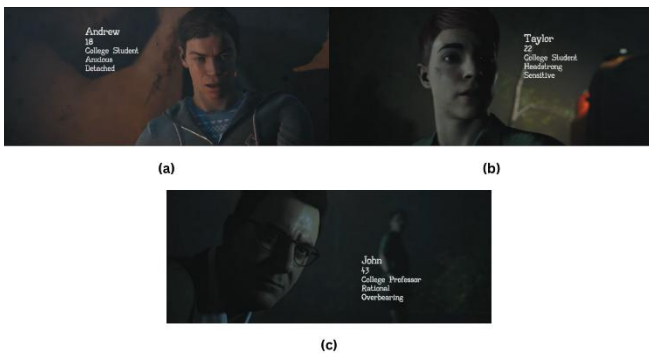 Andrew
18
College Student
Anxious
Detached
Taylor
22
College Student
Headstrong
Sensitive
(a)
(b)
John
43
College Professor
Rational
Overbearing
(c)